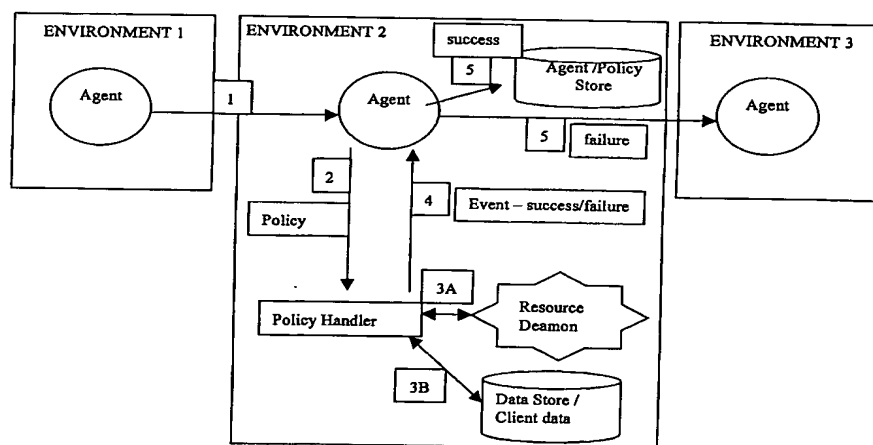 ENVIRONMENT 1
ENVIRONMENT 2
ENVIRONMENT 3
success
5
Agent /Policy
Store
Agent
1
Agent
Agent
5
failure
2
4
Policy
Event – success/failure
3A
Policy Handler
Resource
Deamon
3B
Data Store /
Client data